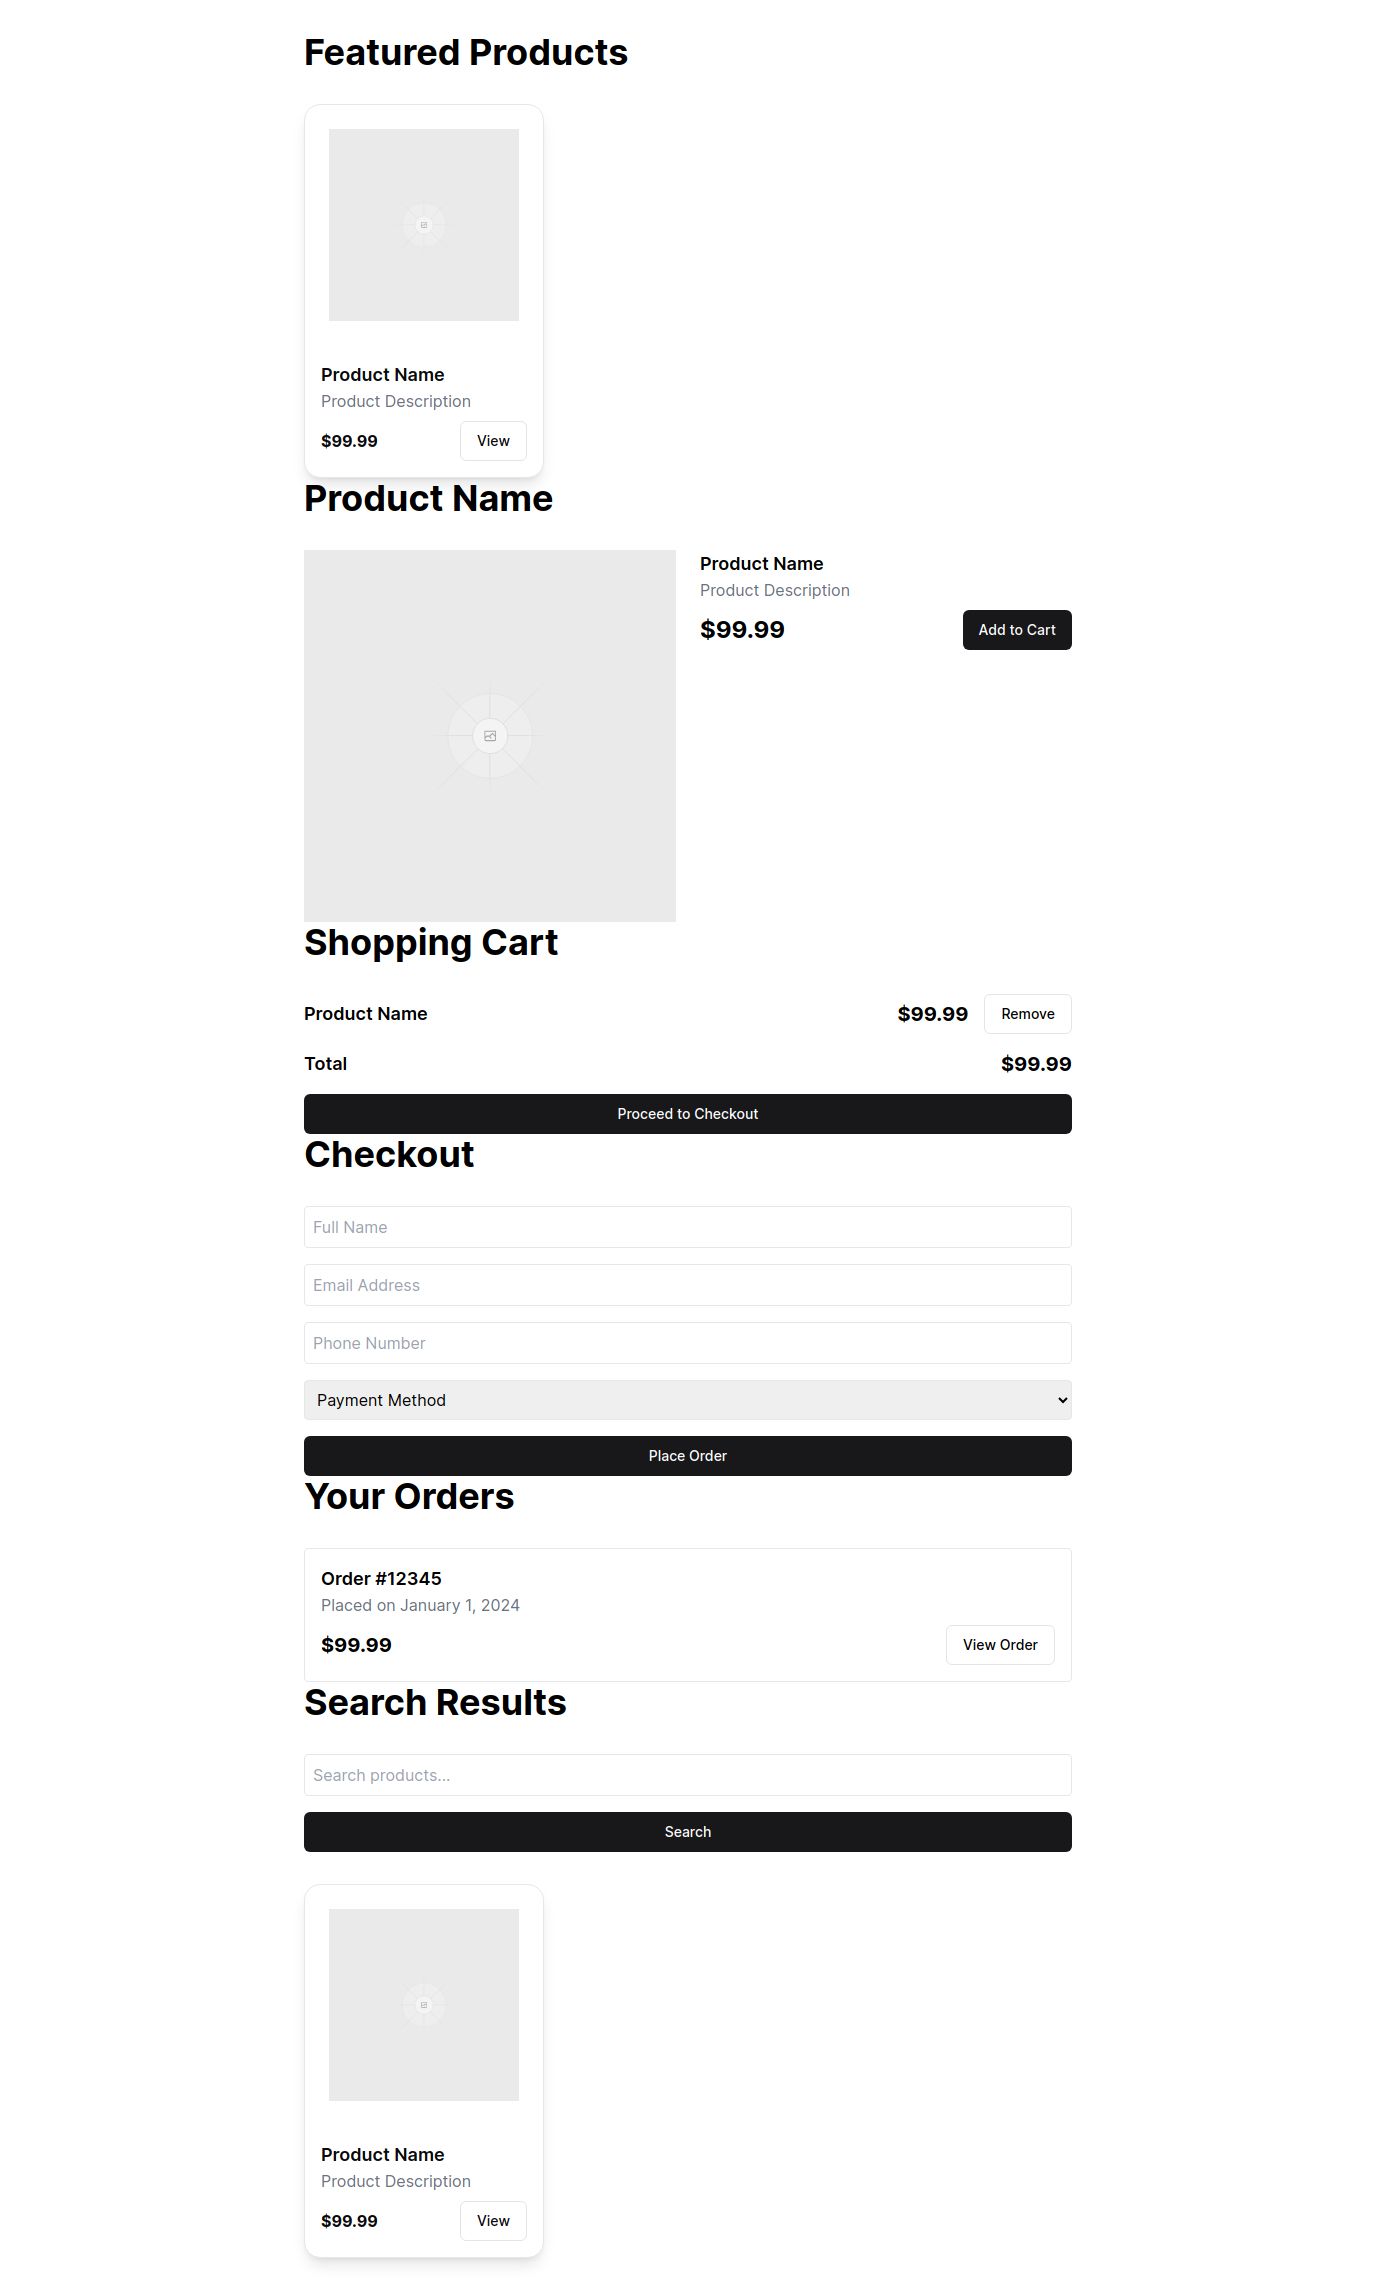 Featured Products
Product Name
Product Description
$99.99 View
Product Name
Product Name
Product Description
$99.99 Add to Cart
Shopping Cart
Product Name $99.99 Remove
Total $99.99
Proceed to Checkout
Checkout
Full Name
Email Address
Phone Number
Payment Method
Place Order
Your Orders
Order #12345
Placed on January 1, 2024
$99.99 View Order
Search Results
Search products...
Search
Product Name
Product Description
$99.99 View